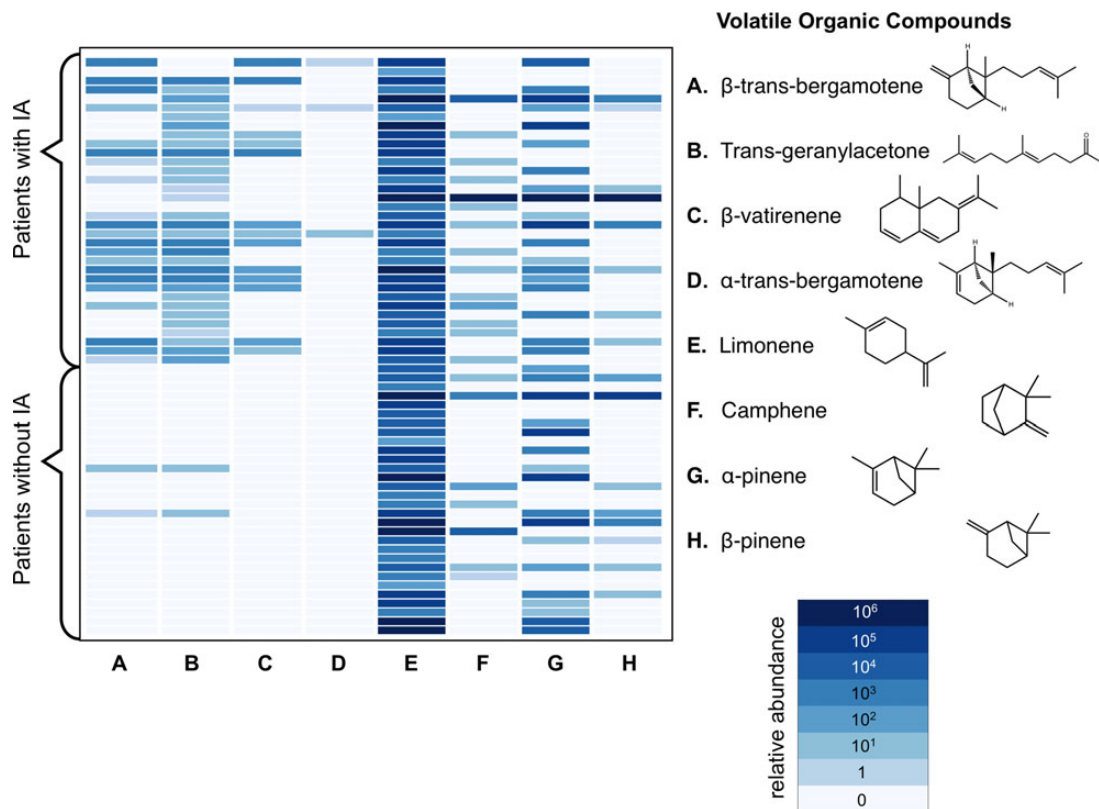 Volatile Organic Compounds
Patients with IA
Patients without IA
A. β-trans-bergamotene
H
H
B. Trans-geranylacetone
O
C. β-vatirenene
D. α-trans-bergamotene
H
H
E. Limonene
F. Camphene
G. α-pinene
H. β-pinene
A B C D E F G H
relative abundance
10⁶
10⁵
10⁴
10³
10²
10¹
1
0